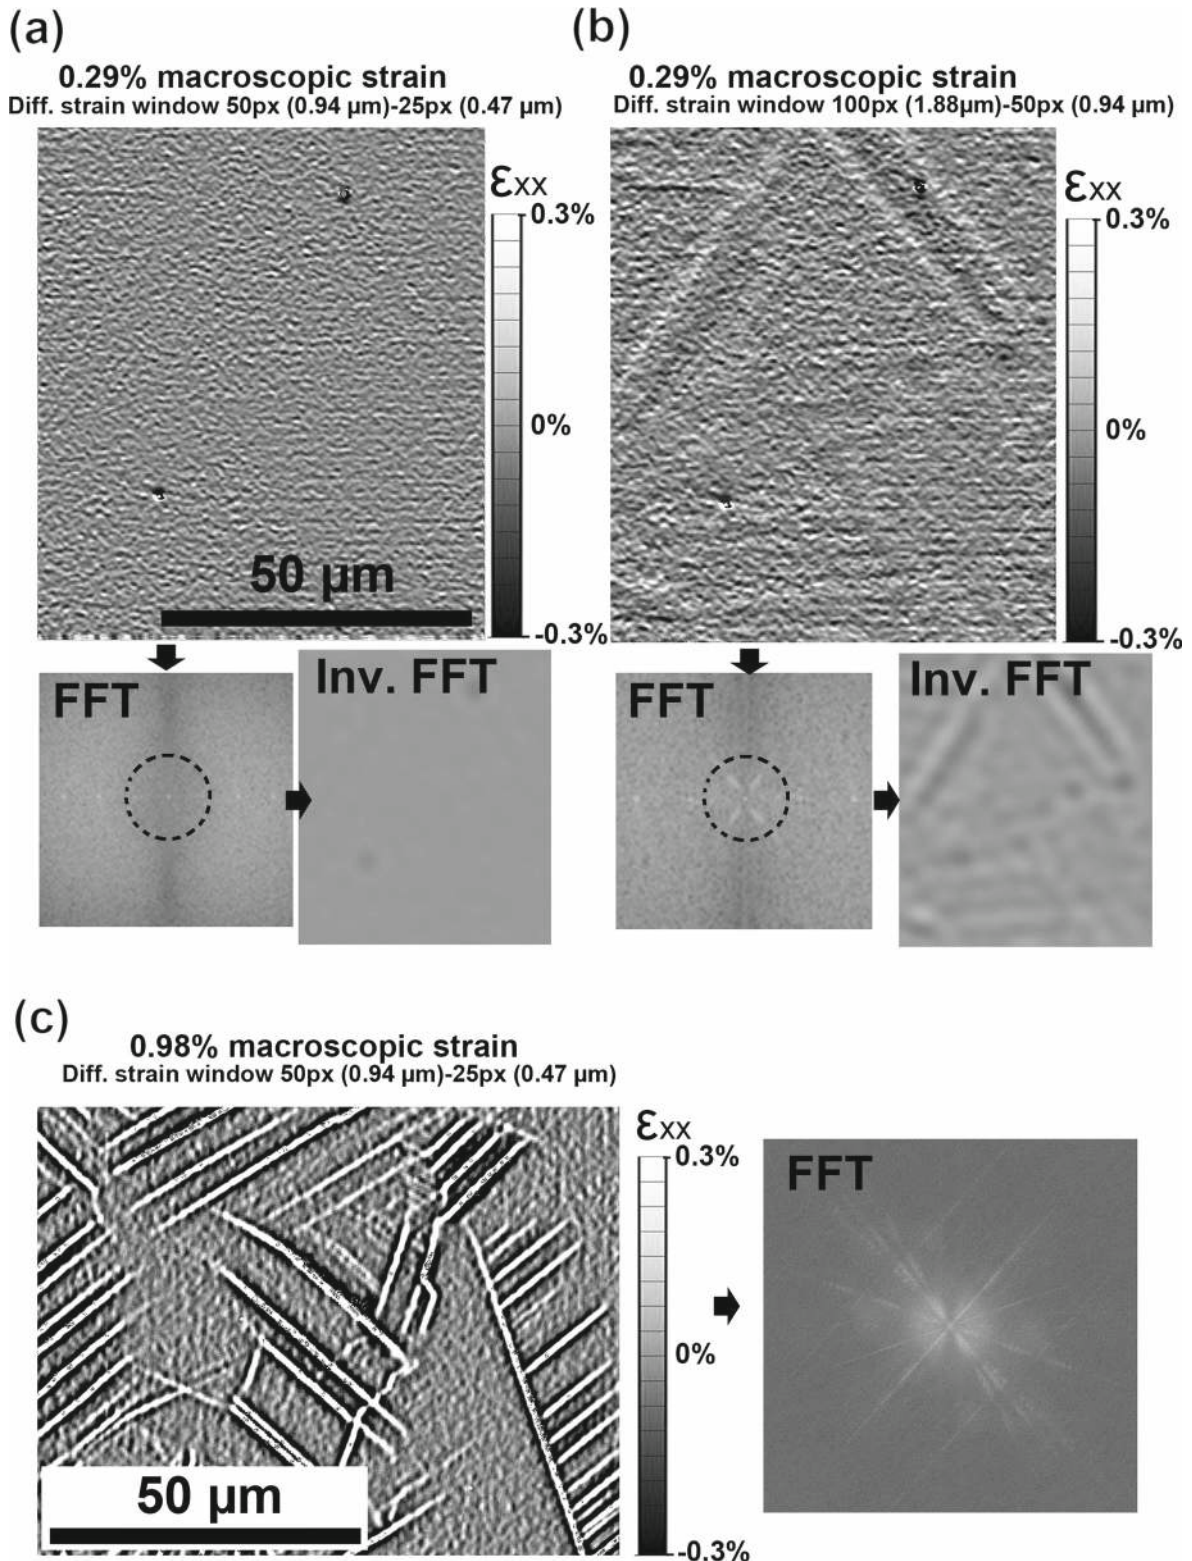 (a)
0.29% macroscopic strain
Diff. strain window 50px (0.94 µm)-25px (0.47 µm)
εxx
0.3%
0%
-0.3%
50 µm
FFT
Inv. FFT
(b)
0.29% macroscopic strain
Diff. strain window 100px (1.88µm)-50px (0.94 µm)
εxx
0.3%
0%
-0.3%
FFT
Inv. FFT
(c)
0.98% macroscopic strain
Diff. strain window 50px (0.94 µm)-25px (0.47 µm)
εxx
0.3%
0%
-0.3%
50 µm
FFT